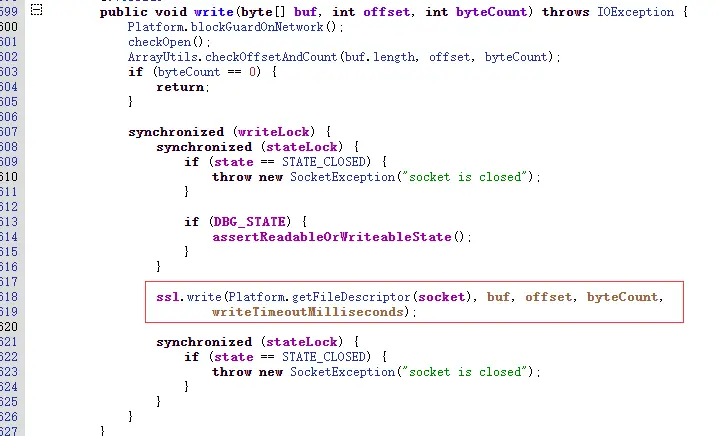 599 public void write(byte[] buf, int offset, int byteCount) throws IOException {
600 Platform.blockGuardOnNetwork();
601 checkOpen();
602 ArrayUtils.checkOffsetAndCount(buf.length, offset, byteCount);
603 if (byteCount == 0) {
604 return;
605 }
606
607 synchronized (writeLock) {
608 synchronized (stateLock) {
609 if (state == STATE_CLOSED) {
610 throw new SocketException("socket is closed");
611 }
612
613 if (DBG_STATE) {
614 assertReadableOrWriteableState();
615 }
616 }
617
618 ssl.write(Platform.getFileDescriptor(socket), buf, offset, byteCount,
619 writeTimeoutMilliseconds);
620
621 synchronized (stateLock) {
622 if (state == STATE_CLOSED) {
623 throw new SocketException("socket is closed");
624 }
625 }
626 }
627 }